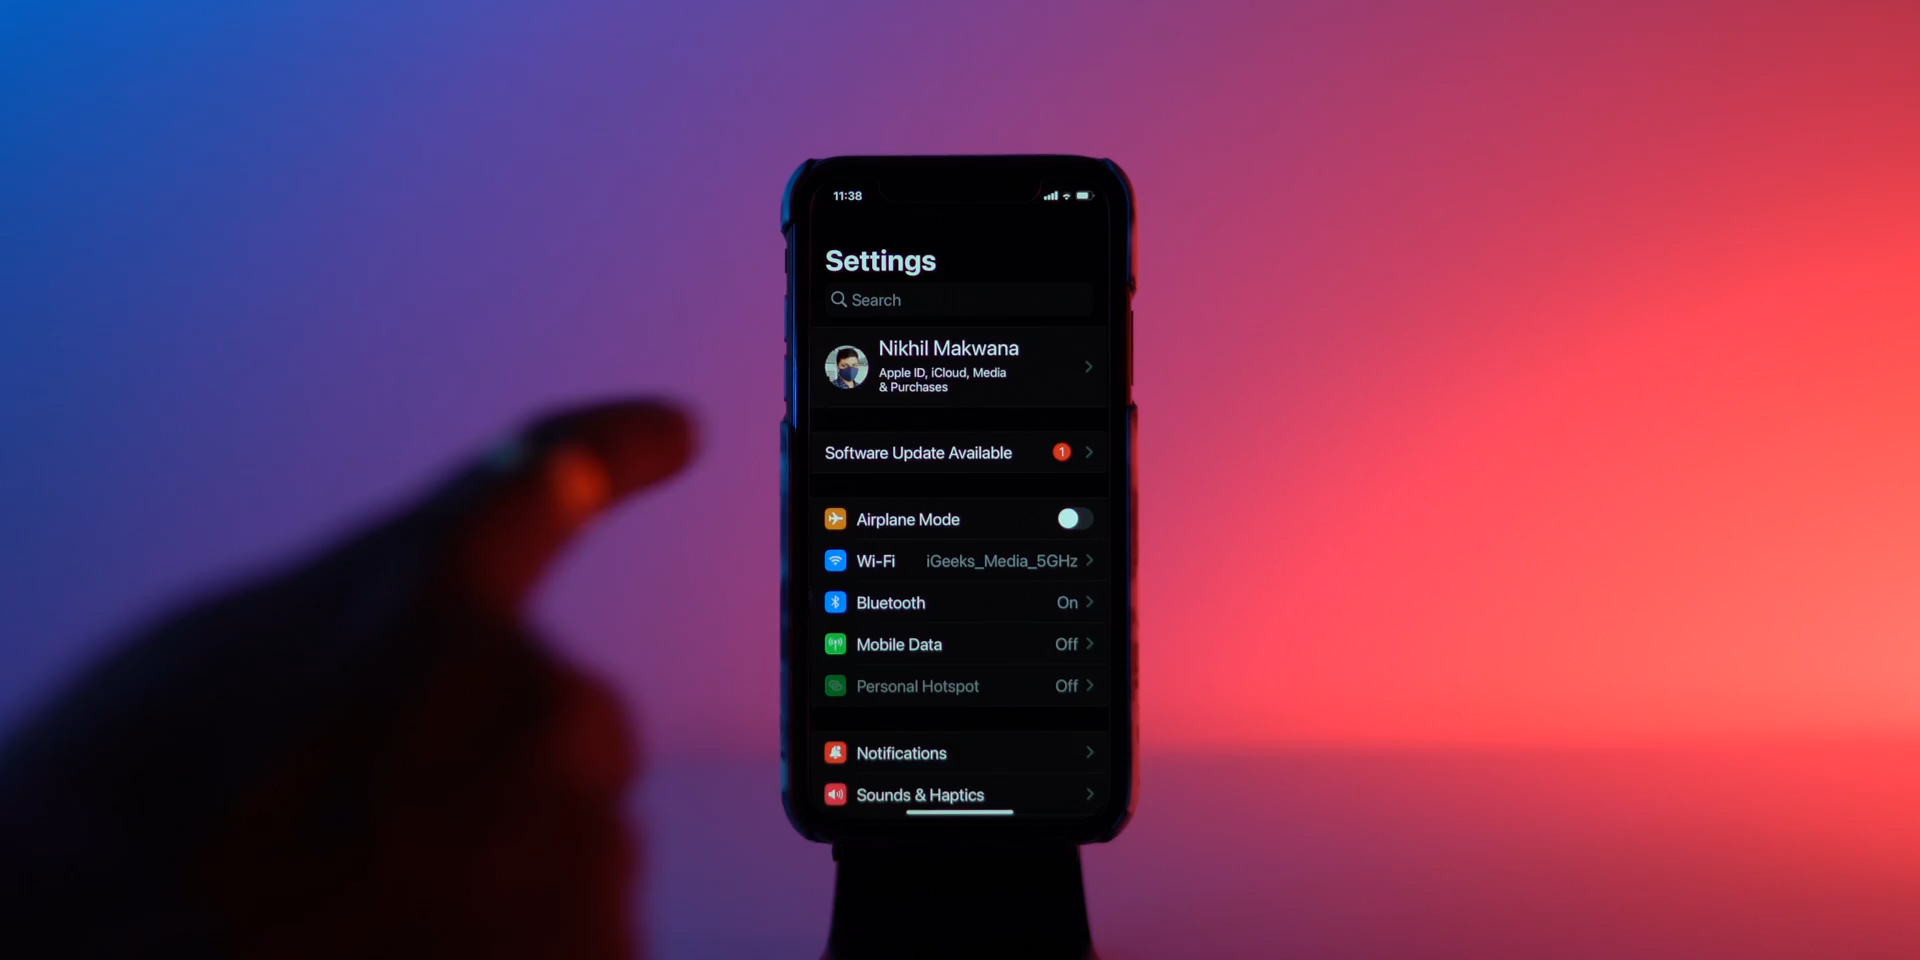 11:38
Settings
Search
Nikhil Makwana
Apple ID, iCloud, Media
& Purchases
Software Update Available 1
Airplane Mode
Wi-Fi iGeeks_Media_5GHz
Bluetooth On
Mobile Data Off
Personal Hotspot Off
Notifications
Sounds & Haptics